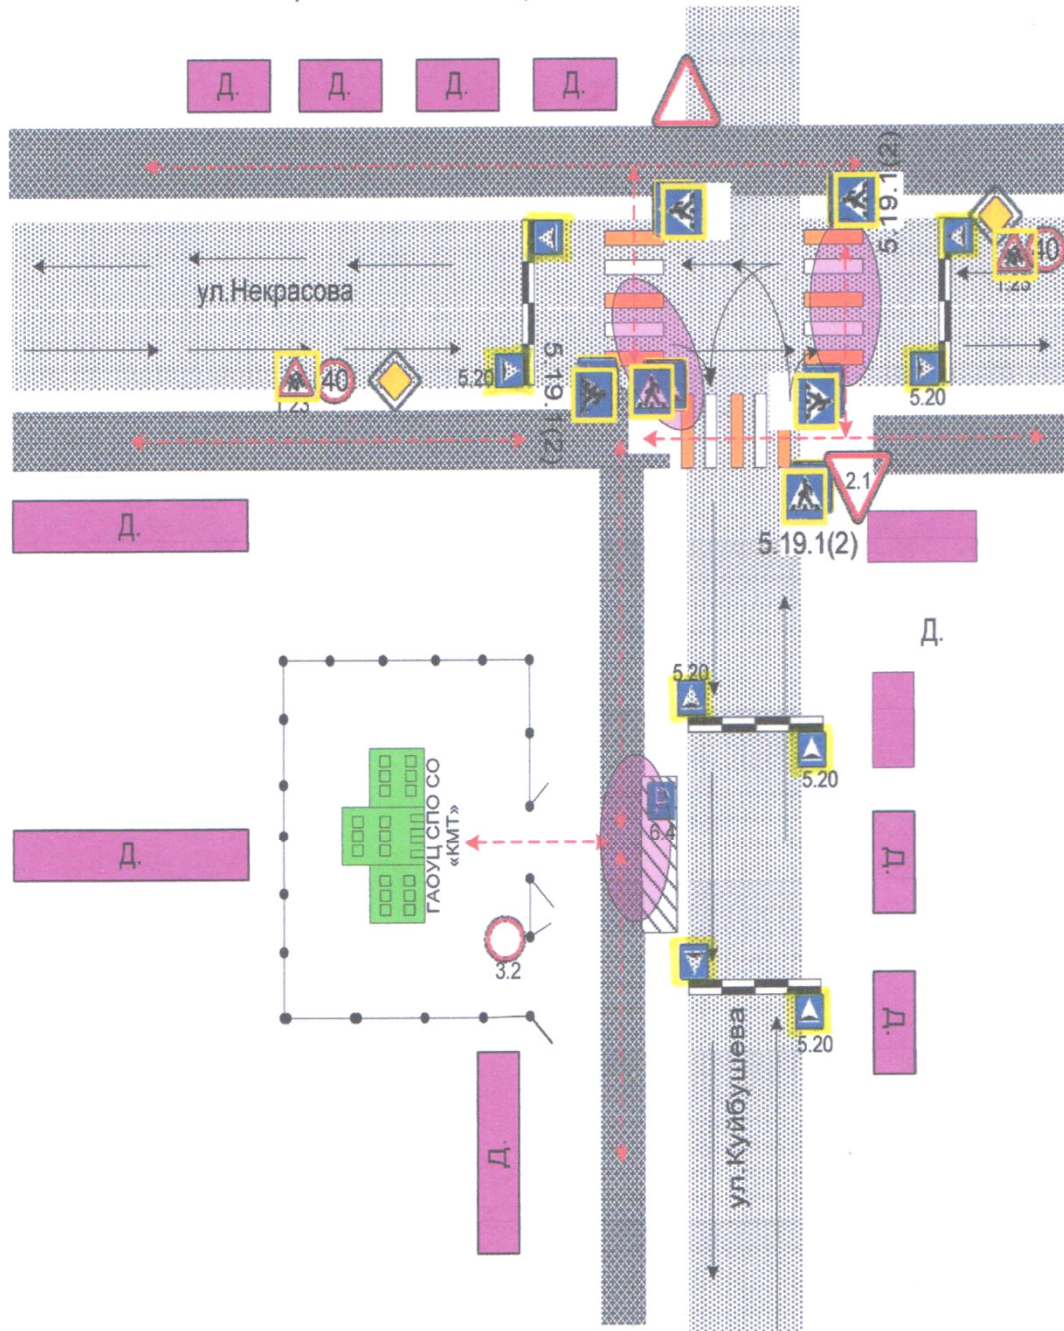 Д.
Д.
Д.
Д.
5.19.1(2)
40
1.23
ул.Некрасова
40
1.23
5.20
5.19.1(2)
5.20
2.1
5.19.1(2)
Д.
Д.
5.20
5.20
6.4
ГАОУЦ СПО СО
«КМТ»
Д.
Д.
3.2
Д.
5.20
ул.Куйбушева
Д.